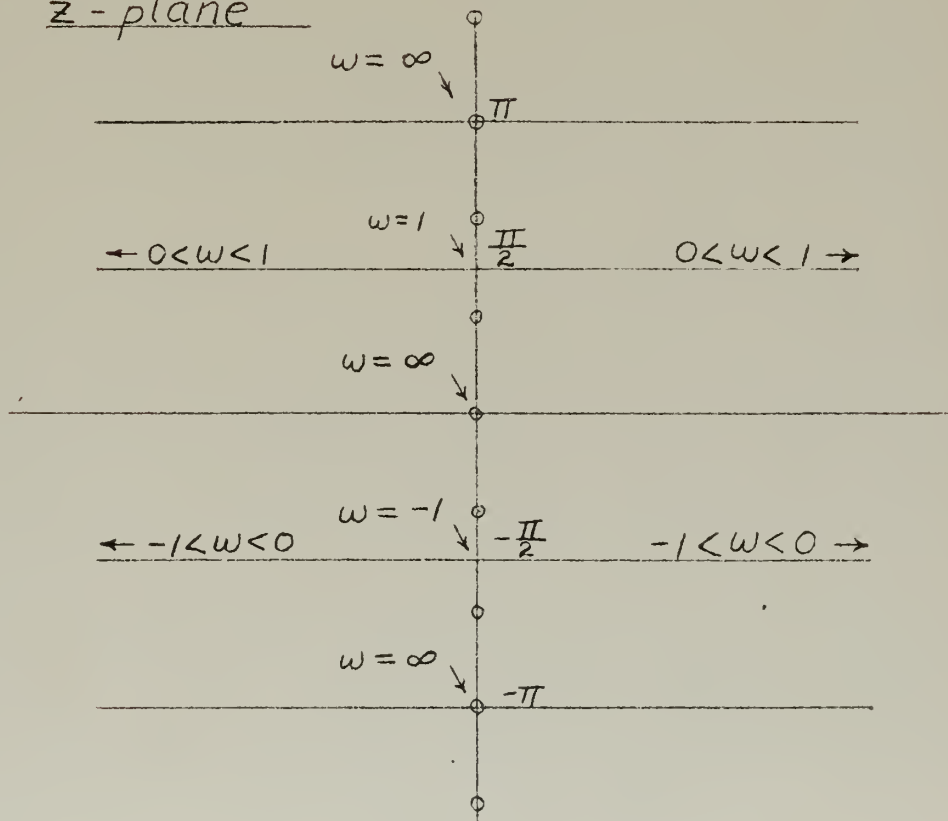 z - plane
ω = ∞
π
ω = 1
π/2
← 0 < ω < 1
0 < ω < 1 →
ω = ∞
ω = -1
-π/2
← -1 < ω < 0
-1 < ω < 0 →
ω = ∞
-π